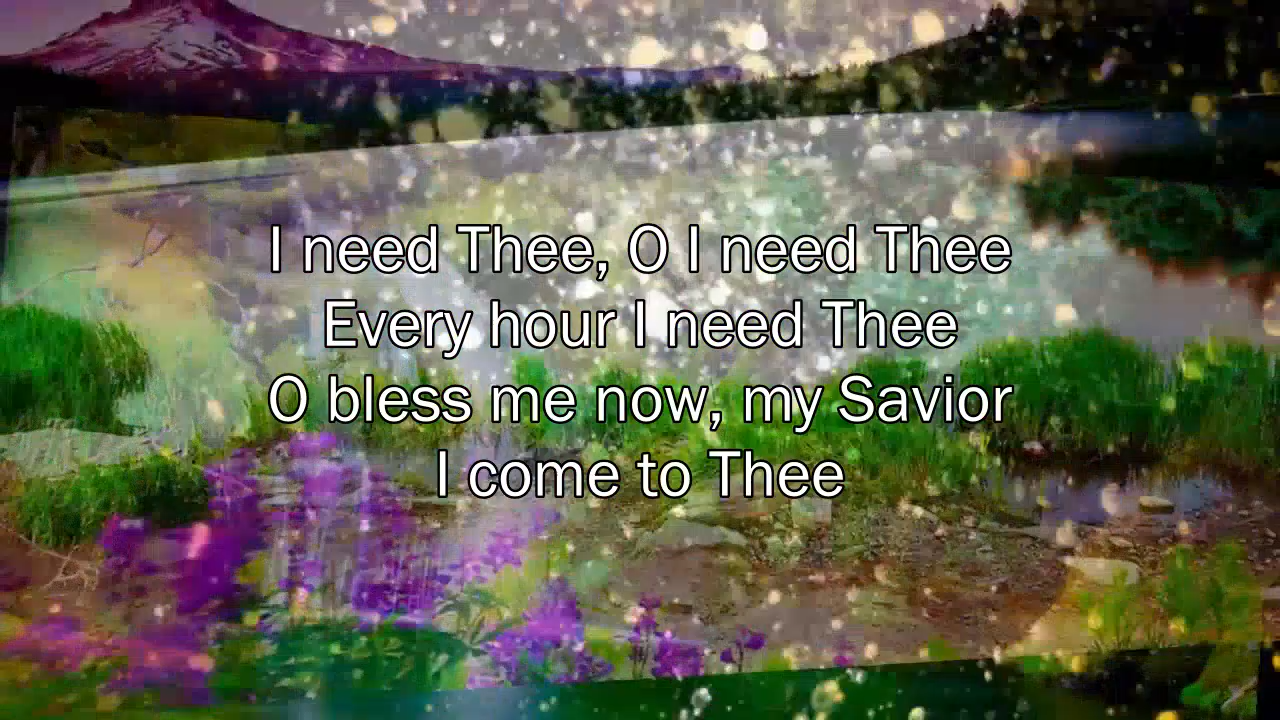 I need Thee, O I need Thee
Every hour I need Thee
O bless me now, my Savior
I come to Thee